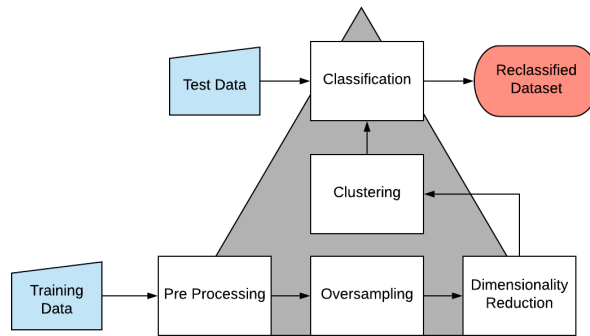 Test Data
Classification
Reclassified
Dataset
Clustering
Training
Data
Pre Processing
Oversampling
Dimensionality
Reduction